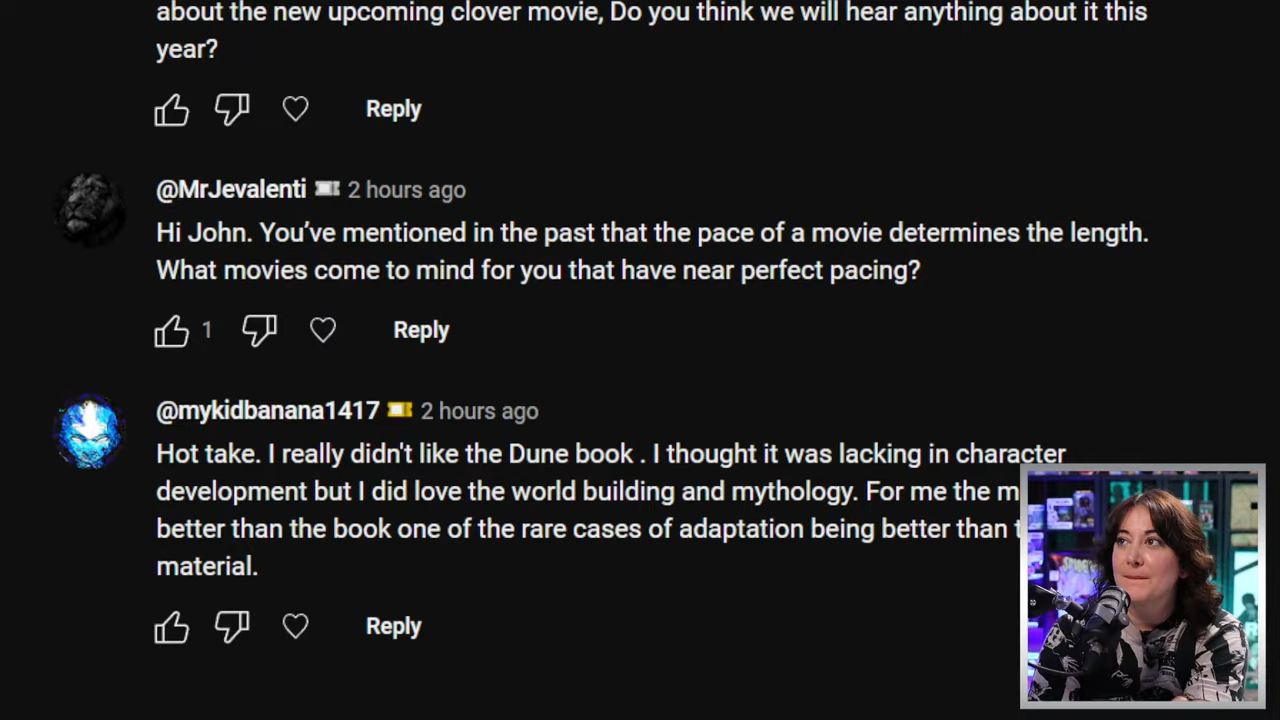 about the new upcoming clover movie, Do you think we will hear anything about it this
year?
Reply
@MrJevalenti 2 hours ago
Hi John. You’ve mentioned in the past that the pace of a movie determines the length.
What movies come to mind for you that have near perfect pacing?
1 Reply
@mykidbanana1417 2 hours ago
Hot take. I really didn't like the Dune book . I thought it was lacking in character
development but I did love the world building and mythology. For me the m
better than the book one of the rare cases of adaptation being better than t
material.
Reply